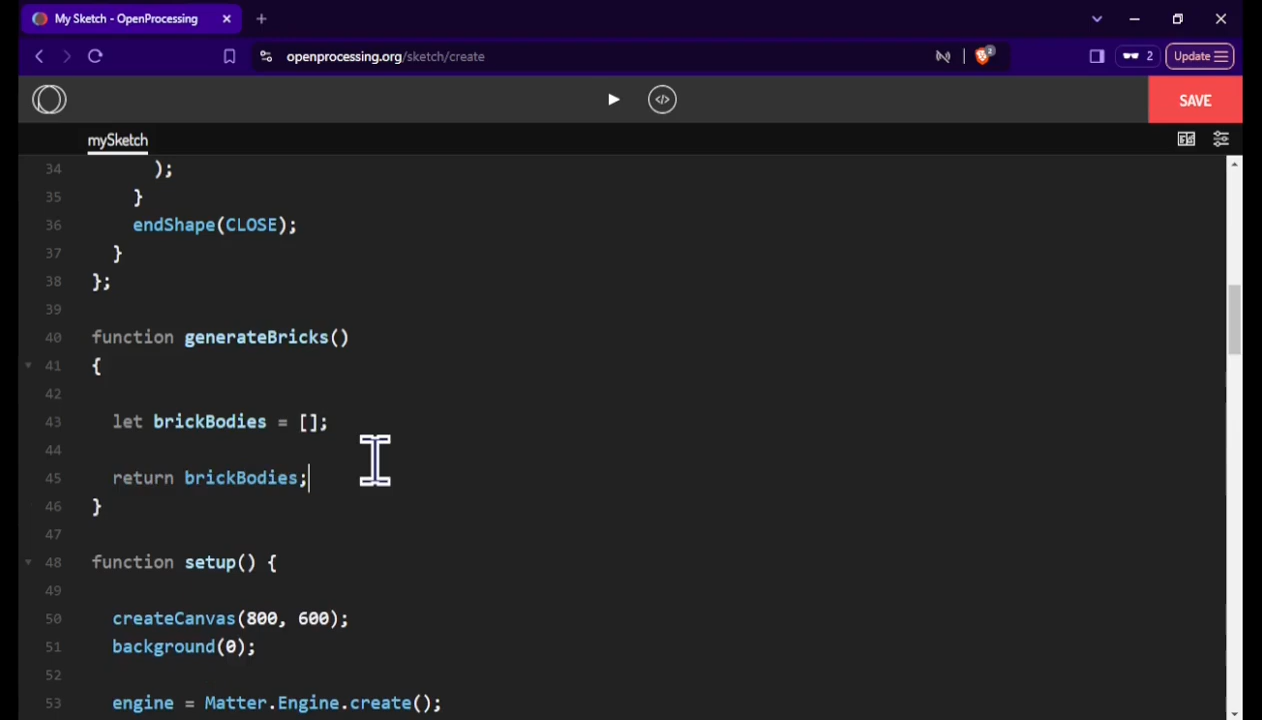 My Sketch - OpenProcessing
openprocessing.org/sketch/create
2
2
Update
</>
SAVE
mySketch
34 );
35 }
36 endShape(CLOSE);
37 }
38 };
39
40 function generateBricks()
41 {
42
43 let brickBodies = [];
44
45 return brickBodies;
46 }
47
48 function setup() {
49
50 createCanvas(800, 600);
51 background(0);
52
53 engine = Matter.Engine.create();